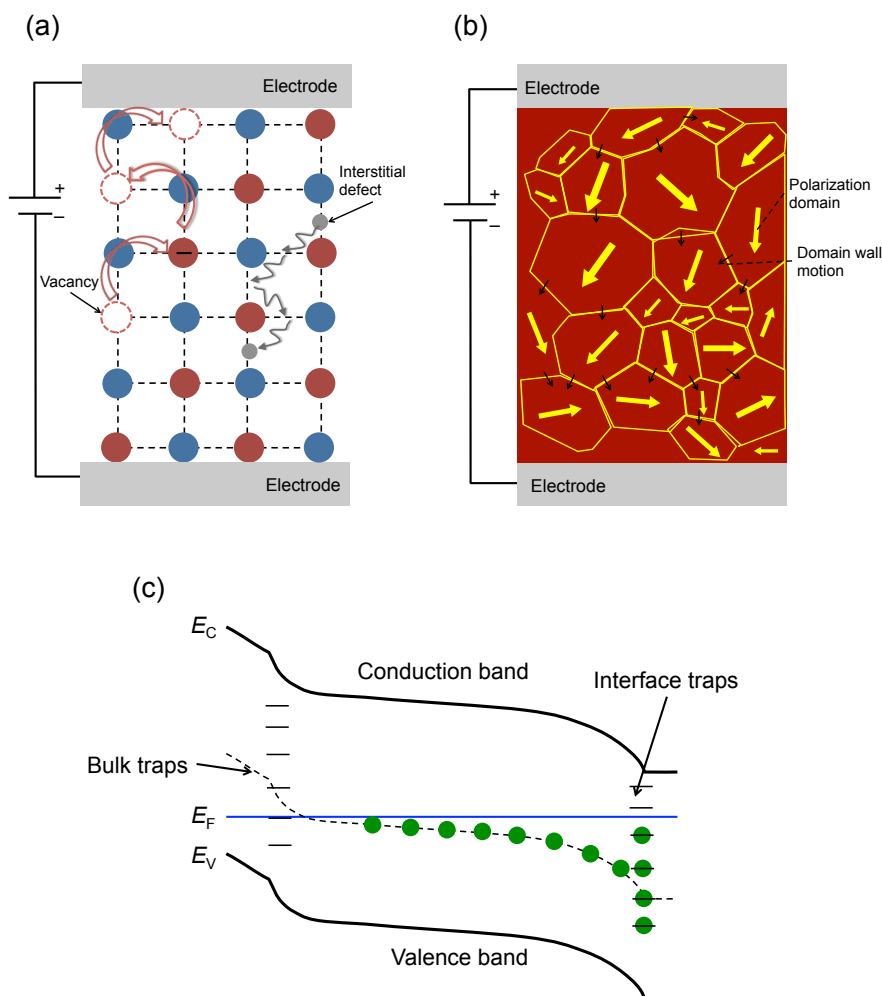 (a)
Electrode
Interstitial
defect
+
−
Vacancy
Electrode
(b)
Electrode
Polarization
domain
+
−
Domain wall
motion
Electrode
(c)
EC
Conduction band
Interface traps
Bulk traps
EF
EV
Valence band